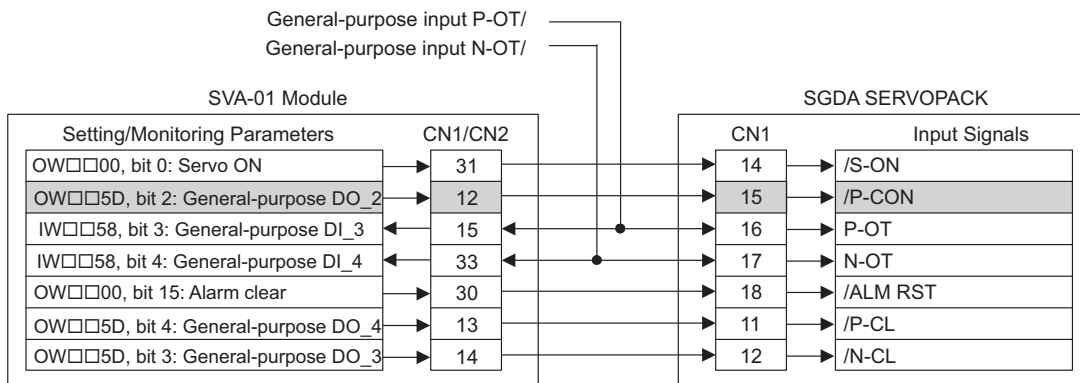 General-purpose input P-OT/
General-purpose input N-OT/
SVA-01 Module
SGDA SERVOPACK
Setting/Monitoring Parameters CN1/CN2 CN1 Input Signals
OW□□00, bit 0: Servo ON 31 14 /S-ON
OW□□5D, bit 2: General-purpose DO_2 12 15 /P-CON
IW□□58, bit 3: General-purpose DI_3 15 16 P-OT
IW□□58, bit 4: General-purpose DI_4 33 17 N-OT
OW□□00, bit 15: Alarm clear 30 18 /ALM RST
OW□□5D, bit 4: General-purpose DO_4 13 11 /P-CL
OW□□5D, bit 3: General-purpose DO_3 14 12 /N-CL